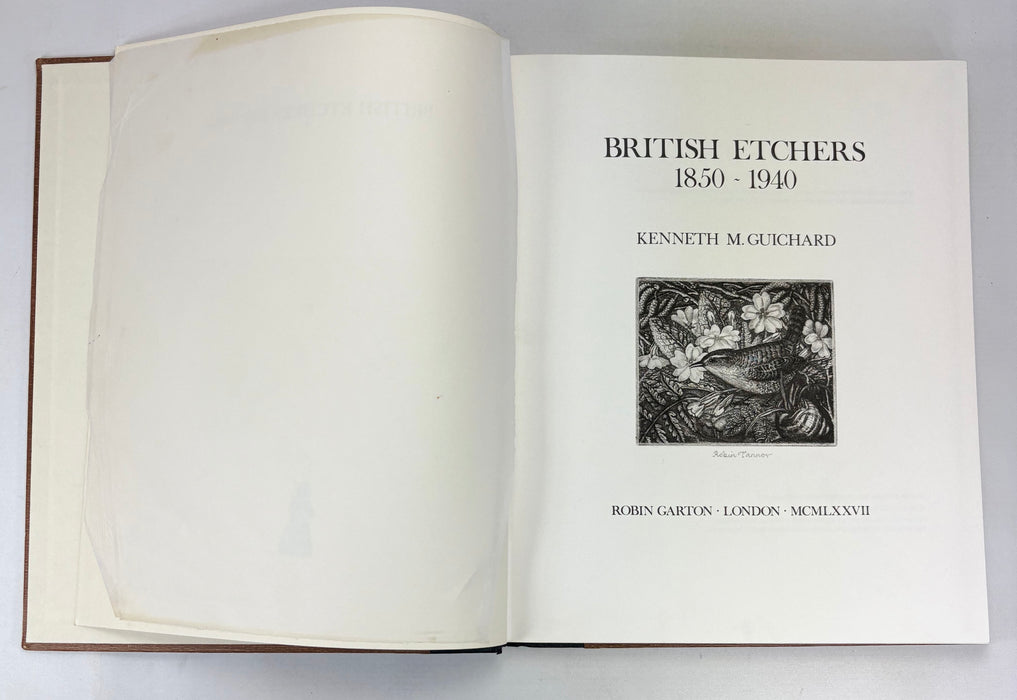 BRITISH ETCHERS
1850 ~ 1940
KENNETH M. GUICHARD
Robin Tanner
ROBIN GARTON · LONDON · MCMLXXVII